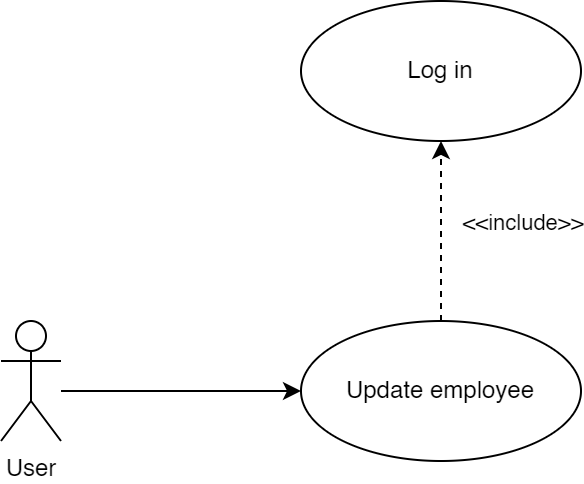 Log in
<<include>>
Update employee
User